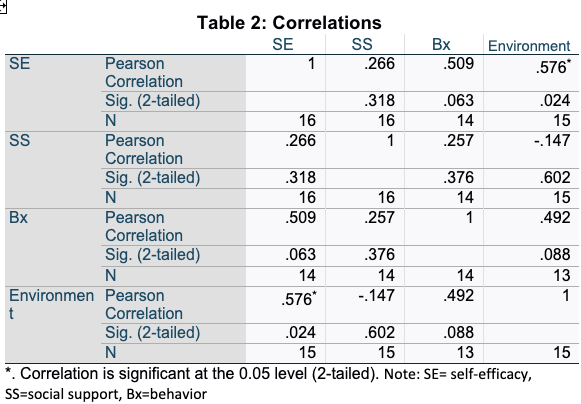 Table 2: Correlations
SE SS Bx Environment
SE Pearson Correlation 1 .266 .509 .576*
Sig. (2-tailed) .318 .063 .024
N 16 16 14 15
SS Pearson Correlation .266 1 .257 -.147
Sig. (2-tailed) .318 .376 .602
N 16 16 14 15
Bx Pearson Correlation .509 .257 1 .492
Sig. (2-tailed) .063 .376 .088
N 14 14 14 13
Environmen
t Pearson Correlation .576* -.147 .492 1
Sig. (2-tailed) .024 .602 .088
N 15 15 13 15
*. Correlation is significant at the 0.05 level (2-tailed). Note: SE= self-efficacy,
SS=social support, Bx=behavior